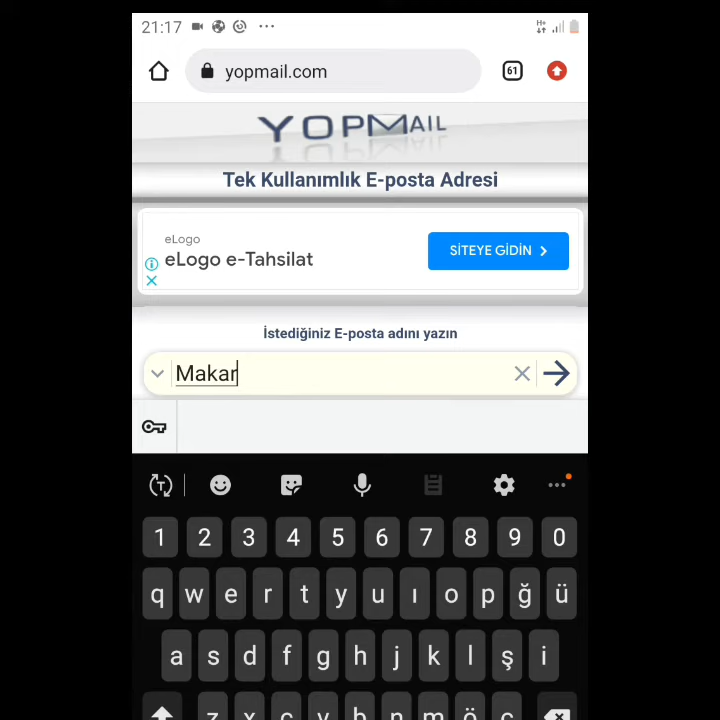 21:17
yopmail.com
61
YOPMAIL
Tek Kullanımlık E-posta Adresi
eLogo
eLogo e-Tahsilat
SİTEYE GİDİN
İstediğiniz E-posta adını yazın
Makar
1 2 3 4 5 6 7 8 9 0
q w e r t y u ı o p ğ ü
a s d f g h j k l ş i
z x c v b n m ö ç